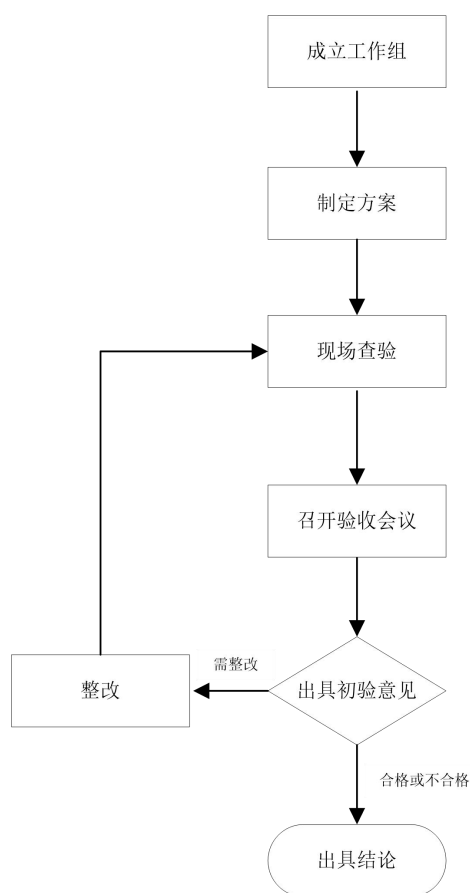 成立工作组
制定方案
现场查验
召开验收会议
出具初验意见
需整改
整改
合格或不合格
出具结论